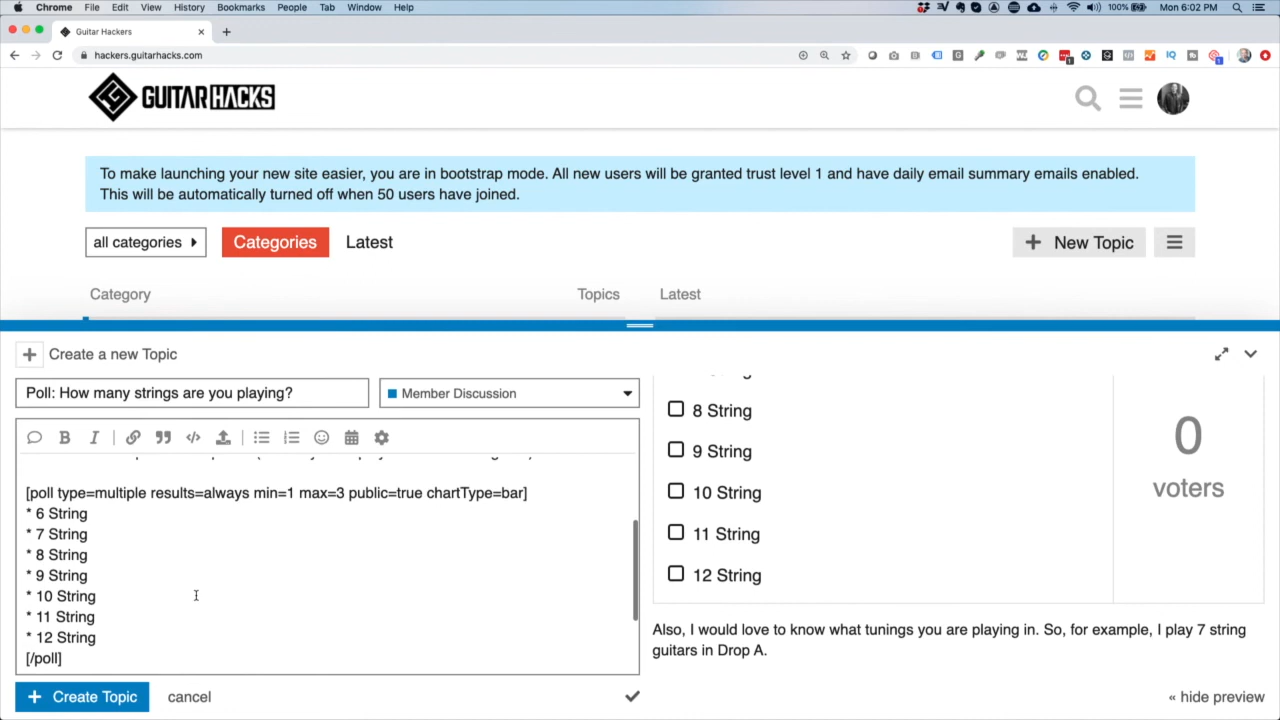 Chrome File Edit View History Bookmarks People Tab Window Help
100% Mon 6:02 PM
Guitar Hackers
hackers.guitarhacks.com
GUITARHACKS
To make launching your new site easier, you are in bootstrap mode. All new users will be granted trust level 1 and have daily email summary emails enabled.
This will be automatically turned off when 50 users have joined.
all categories Categories Latest
+ New Topic
Category Topics Latest
Create a new Topic
Poll: How many strings are you playing?
Member Discussion
[poll type=multiple results=always min=1 max=3 public=true chartType=bar]
* 6 String
* 7 String
* 8 String
* 9 String
* 10 String
* 11 String
* 12 String
[/poll]
8 String
9 String
10 String
11 String
12 String
0
voters
Also, I would love to know what tunings you are playing in. So, for example, I play 7 string
guitars in Drop A.
+ Create Topic cancel
« hide preview